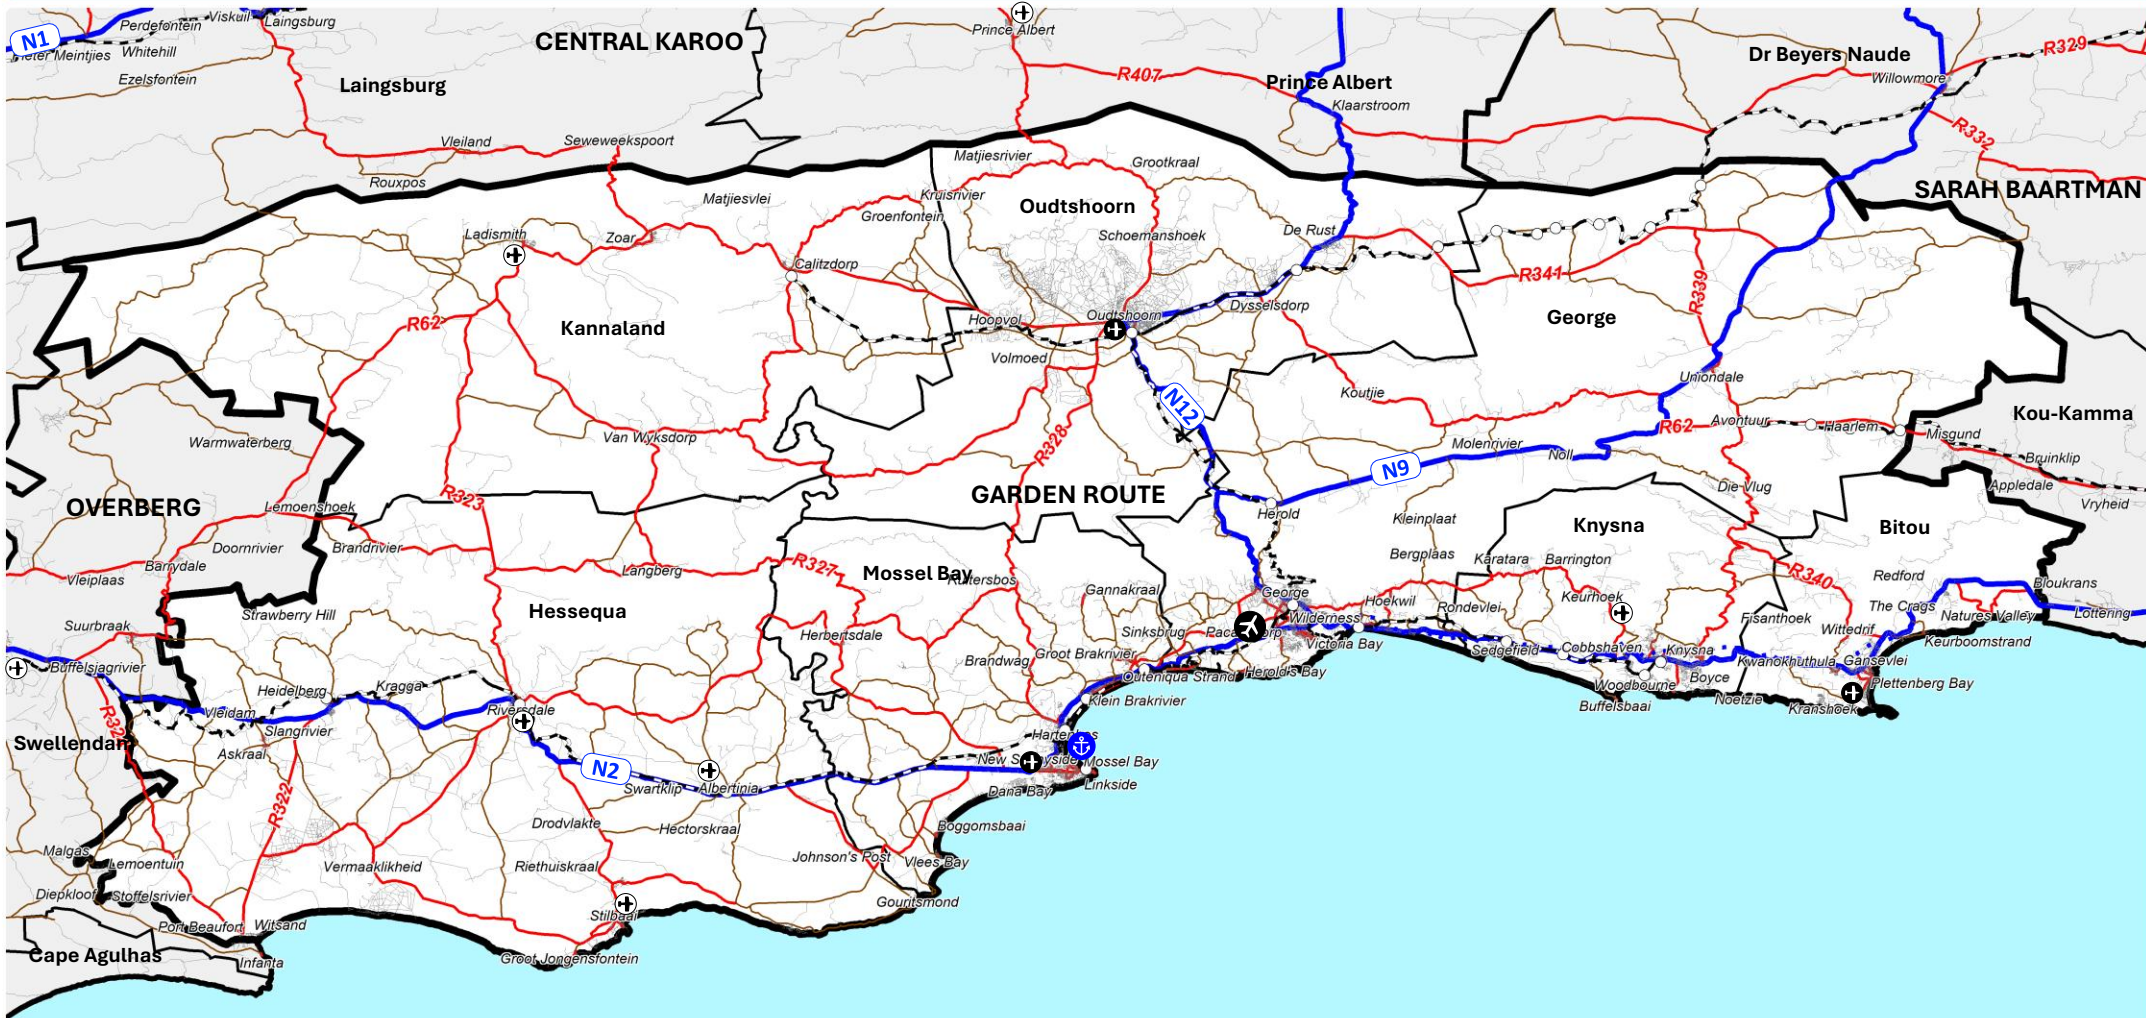 Perdefontein
Viskuil
Laingsburg
N1
Whitehill
Pieter Meintjies
Ezelsfontein
Laingsburg
CENTRAL KAROO
Prince Albert
R407
Prince Albert
Klaarstroom
Dr Beyers Naude
Willowmore
R329
R332
SARAH BAARTMAN
Vleiland
Seweweekspoort
Rouxpos
Matjiesvlei
Matjiesrivier
Grootkraal
Kruisrivier
Groenfontein
Oudtshoorn
Schoemanshoek
De Rust
Ladismith
Zoar
Calitzdorp
Dysselsdorp
R341
R339
George
R62
Kannaland
Hoopvol
Oudtshoorn
Volmoed
Koutjie
Uniondale
N12
Kou-Kamma
Warmwaterberg
Van Wyksdorp
R328
Molenrivier
Noll
R62
Avontuur
Haarlem
Misgund
Bruinklip
Appledale
Vryheid
N9
OVERBERG
Lemoenshoek
R323
GARDEN ROUTE
Herold
Kleinplaat
Die Vlug
Knysna
Bitou
Doornrivier
Brandrivier
Barrydale
Vleiplaas
Langberg
R327
Mossel Bay
Ruitersbos
Gannakraal
George
Bergplaas
Karatara
Barrington
Keurhoek
R340
Redford
Bloukrans
Strawberry Hill
Hessequa
Herbertsdale
Sinksbrug
Pacaltsdorp
Wilderness
Hoekwil
Rondevlei
Fisanthoek
The Crags
Natures Valley
Lottering
Suurbraak
Wittedrif
Keurboomstrand
Buffelsjagrivier
Brandwag
Groot Brakrivier
Victoria Bay
Sedgefield
Cobbshaven
Knysna
Kwanokhuthula
Gansevlei
Outeniqua Strand
Herold's Bay
Woodbourne
Boyce
Plettenberg Bay
Kragga
Heidelberg
Klein Brakrivier
Buffelsbaai
Noetzie
Kranshoek
Vleidam
Slangrivier
Riversdale
R32
Swellendam
Askraal
Hartenbos
N2
Mossel Bay
Swartklip
Albertinia
Dana Bay
Linkside
R322
Drodvlakte
Hectorskraal
Boggomsbaai
Malgas
Lemoentuin
Vermaaklikheid
Riethuiskraal
Johnson's Post
Vlees Bay
Diepkloof
Stoffelsrivier
Gouritsmond
Port Beaufort
Witsand
Stilbaai
Cape Agulhas
Infanta
Groot Jongensfontein